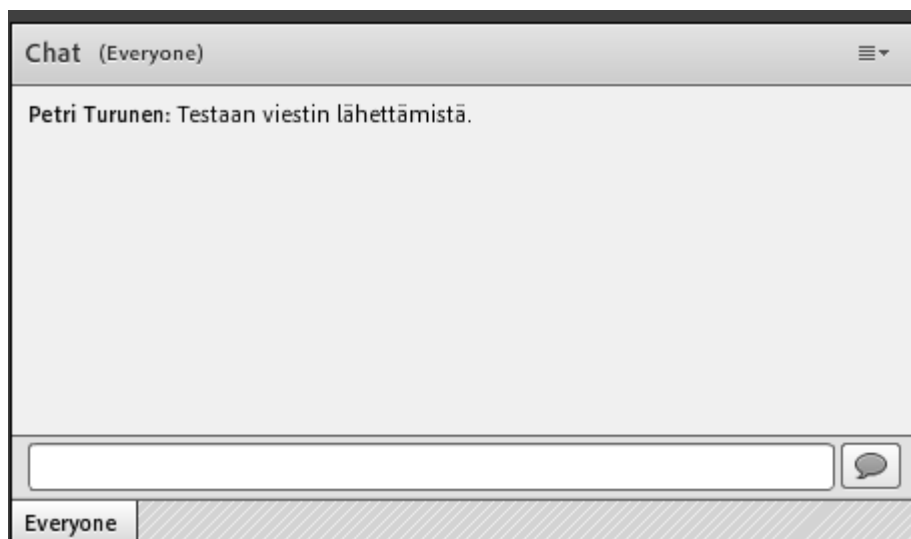 Chat (Everyone)
Petri Turunen: Testaan viestin lähettämistä.
Everyone